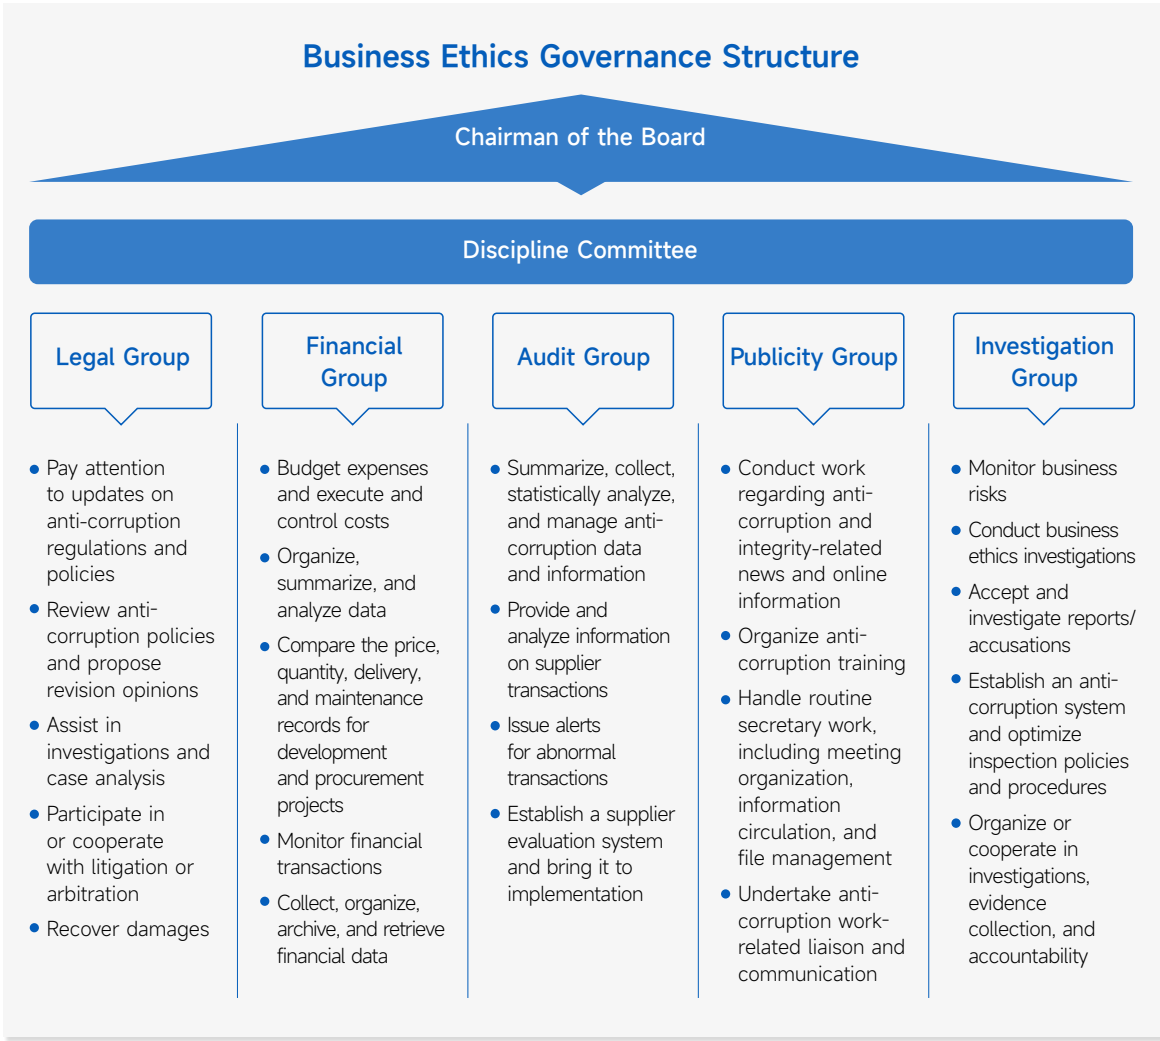 Business Ethics Governance Structure
Chairman of the Board
Discipline Committee
Legal Group
Pay attention
to updates on
anti-corruption
regulations and
policies
Review anti-
corruption policies
and propose
revision opinions
Assist in
investigations and
case analysis
Participate in
or cooperate
with litigation or
arbitration
Recover damages
Financial
Group
Budget expenses
and execute and
control costs
Organize,
summarize, and
analyze data
Compare the price,
quantity, delivery,
and maintenance
records for
development
and procurement
projects
Monitor financial
transactions
Collect, organize,
archive, and retrieve
financial data
Audit Group
Summarize, collect,
statistically analyze,
and manage anti-
corruption data
and information
Provide and
analyze information
on supplier
transactions
Issue alerts
for abnormal
transactions
Establish a supplier
evaluation system
and bring it to
implementation
Publicity Group
Conduct work
regarding anti-
corruption and
integrity-related
news and online
information
Organize anti-
corruption training
Handle routine
secretary work,
including meeting
organization,
information
circulation, and
file management
Undertake anti-
corruption work-
related liaison and
communication
Investigation
Group
Monitor business
risks
Conduct business
ethics investigations
Accept and
investigate reports/
accusations
Establish an anti-
corruption system
and optimize
inspection policies
and procedures
Organize or
cooperate in
investigations,
evidence
collection, and
accountability